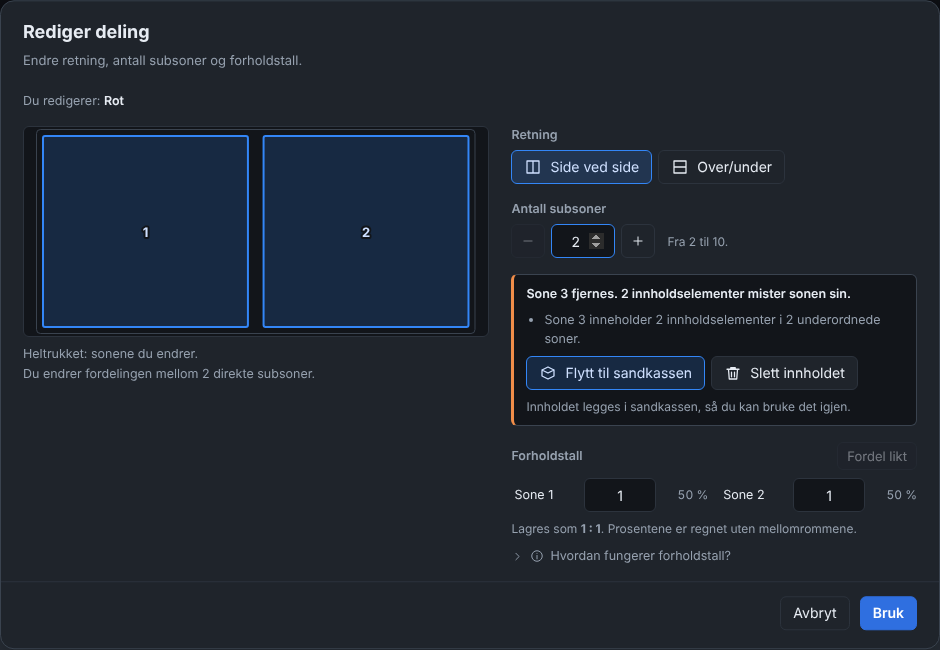 Rediger deling
Endre retning, antall subsoner og forholdstall.
Du redigerer: Rot
1
2
Heltrukket: sonene du endrer.
Du endrer fordelingen mellom 2 direkte subsoner.
Retning
Side ved side
Over/under
Antall subsoner
− 2 + Fra 2 til 10.
Sone 3 fjernes. 2 innholdselementer mister sonen sin.
• Sone 3 inneholder 2 innholdselementer i 2 underordnede
soner.
Flytt til sandkassen
Slett innholdet
Innholdet legges i sandkassen, så du kan bruke det igjen.
Forholdstall
Fordel likt
Sone 1 1 50 % Sone 2 1 50 %
Lagres som 1 : 1. Prosentene er regnet uten mellomrommene.
Hvordan fungerer forholdstall?
Avbryt
Bruk